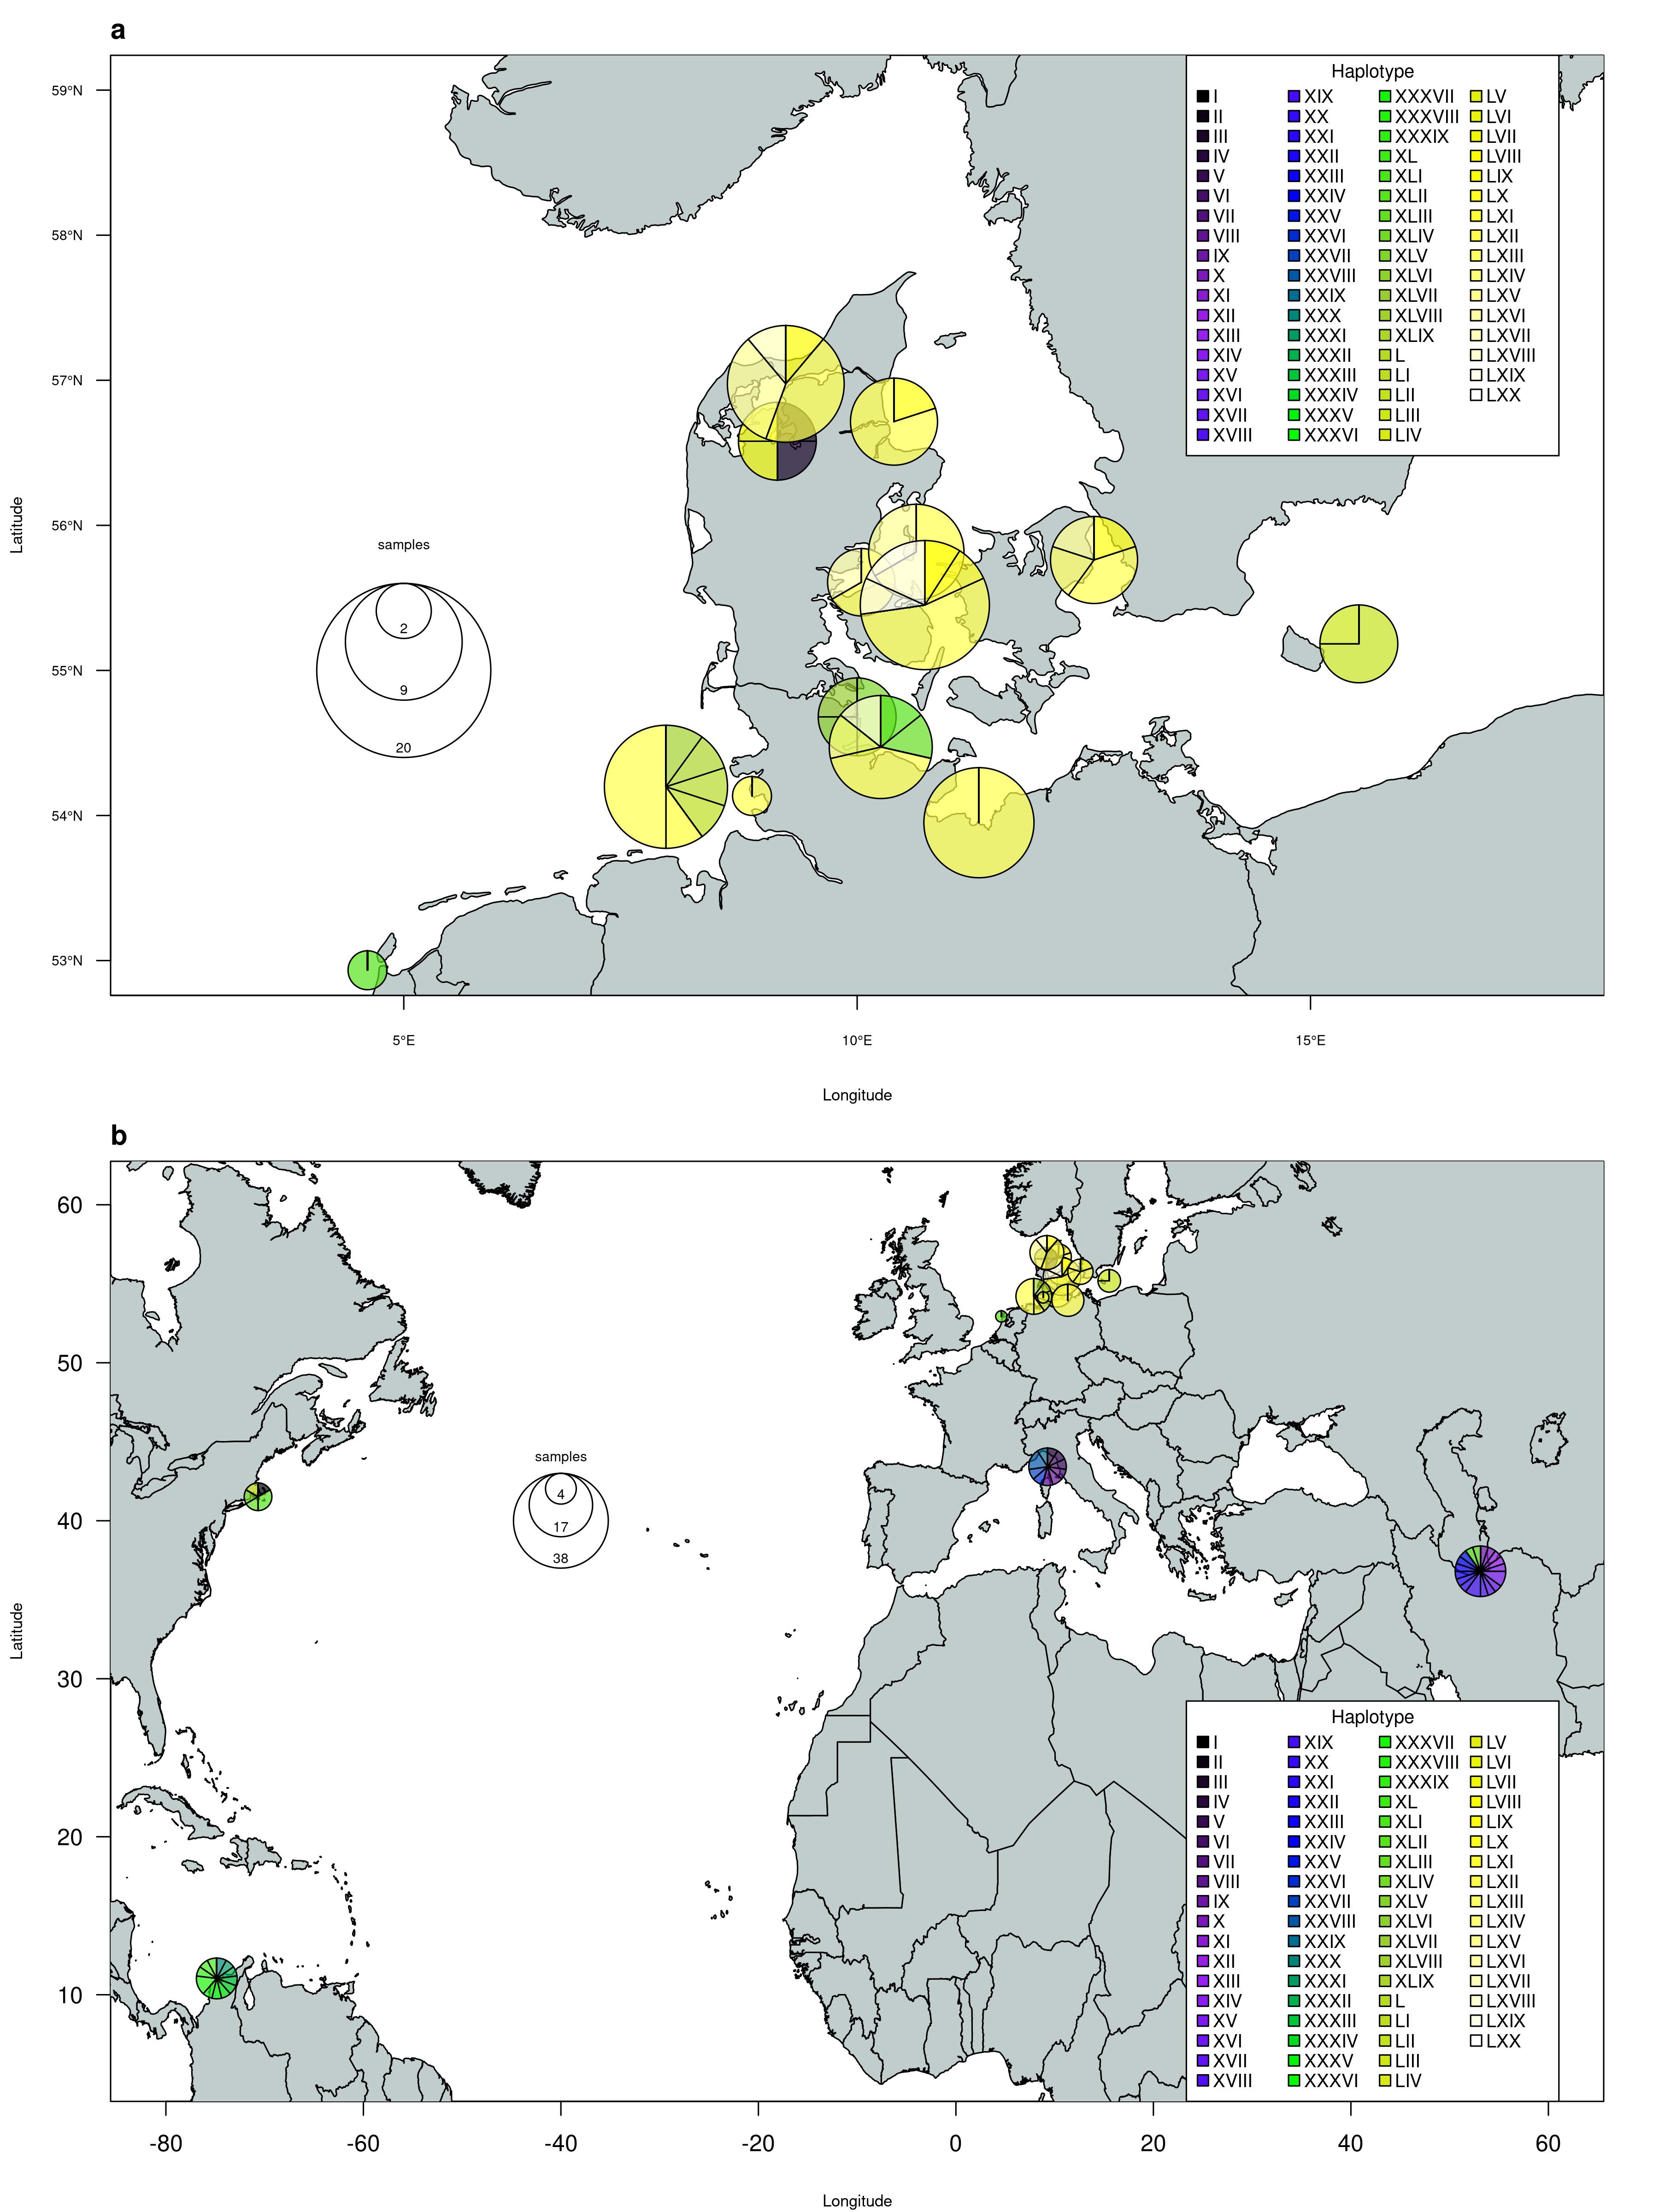 a
59°N
58°N
57°N
56°N
55°N
54°N
53°N
Latitude
samples
2
9
20
Haplotype
I XIX XXXVII LV
II XX XXXVIII LVI
III XXI XXXIX LVII
IV XXII XL LVIII
V XXIII XLI LIX
VI XXIV XLII LX
VII XXV XLIII LXI
VIII XXVI XLIV LXII
IX XXVII XLV LXIII
X XXVIII XLVI LXIV
XI XXIX XLVII LXV
XII XXX XLVIII LXVI
XIII XXXI XLIX LXVII
XIV XXXII L LXVIII
XV XXXIII LI LXIX
XVI XXXIV LII LXX
XVII XXXV LIII
XVIII XXXVI LIV
5°E 10°E 15°E
Longitude
b
60
50
40
30
20
10
Latitude
samples
4
17
38
Haplotype
I XIX XXXVII LV
II XX XXXVIII LVI
III XXI XXXIX LVII
IV XXII XL LVIII
V XXIII XLI LIX
VI XXIV XLII LX
VII XXV XLIII LXI
VIII XXVI XLIV LXII
IX XXVII XLV LXIII
X XXVIII XLVI LXIV
XI XXIX XLVII LXV
XII XXX XLVIII LXVI
XIII XXXI XLIX LXVII
XIV XXXII L LXVIII
XV XXXIII LI LXIX
XVI XXXIV LII LXX
XVII XXXV LIII
XVIII XXXVI LIV
-80 -60 -40 -20 0 20 40 60
Longitude